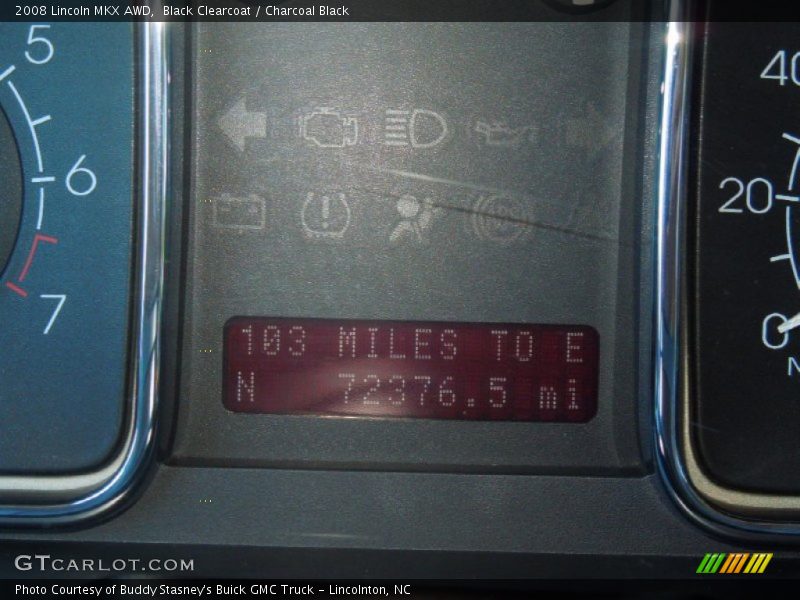 2008 Lincoln MKX AWD,  Black Clearcoat / Charcoal Black
5
6
7
40
20
0
103 MILES TO E
N 72376.5 mi
GTCARLOT.COM
Photo Courtesy of Buddy Stasney's Buick GMC Truck - Lincolnton, NC